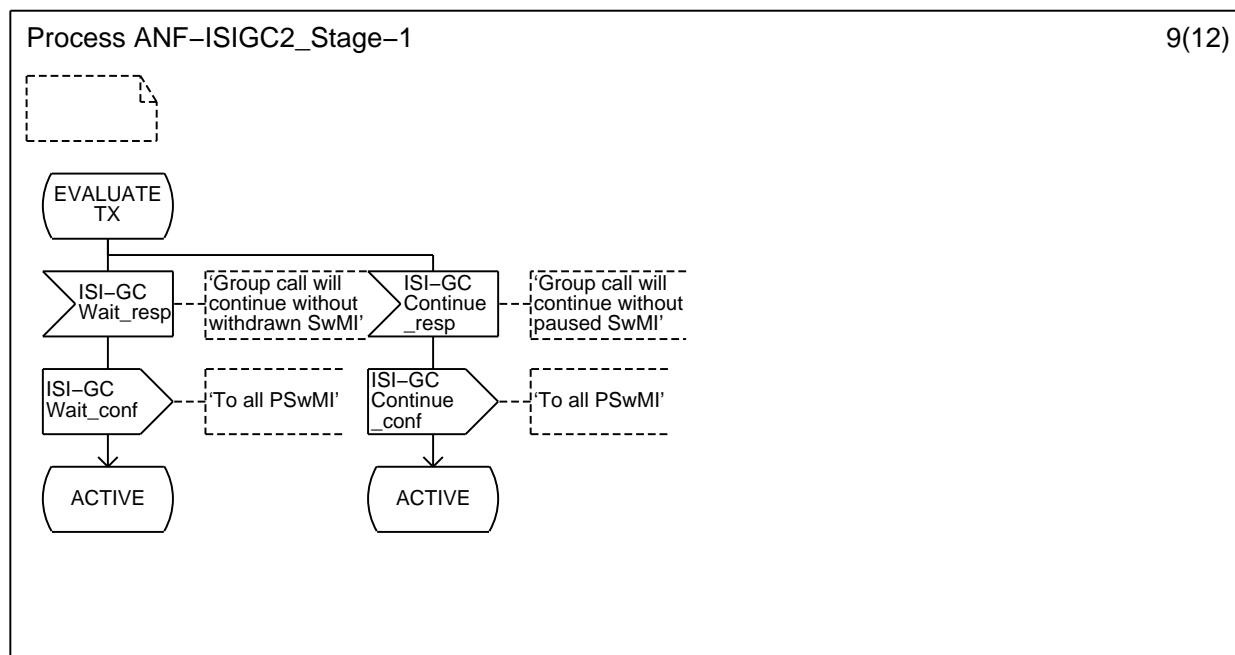 Process ANF−ISIGC2_Stage−1
9(12)
EVALUATE
TX
ISI−GC
Wait_resp
‘Group call will
continue without
withdrawn SwMI’
ISI−GC
Continue
_resp
‘Group call will
continue without
paused SwMI’
ISI−GC
Wait_conf
‘To all PSwMI’
ISI−GC
Continue
_conf
‘To all PSwMI’
ACTIVE
ACTIVE